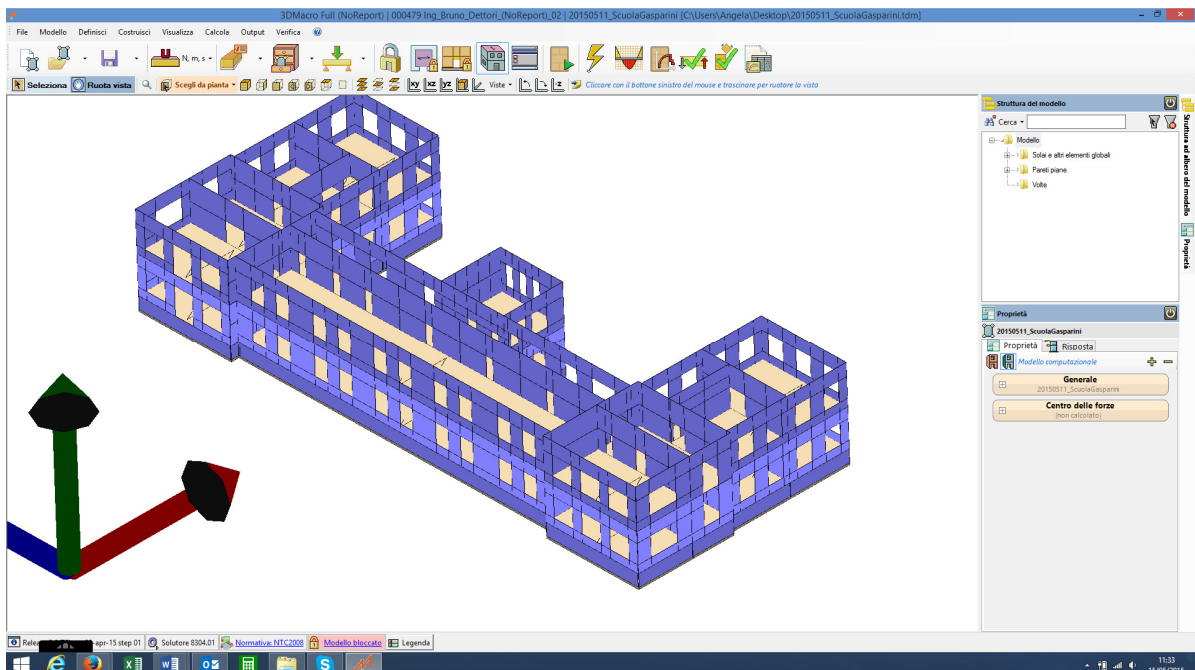 3DMacro Full (NoReport) | 000479 Ing_Bruno_Dettori_(NoReport)_02 | 20150511_ScuolaGasparini [C:\Users\Angela\Desktop\20150511_ScuolaGasparini.tdm]
File Modello Definisci Costruisci Visualizza Calcola Output Verifica
N, m, s
Seleziona Ruota vista Scegli da pianta xy xz yz Viste -z Cliccare con il bottone sinistro del mouse e trascinare per ruotare la vista
Struttura del modello
Cerca
Modello
Solai e altri elementi globali
Pareti piane
Volte
Struttura ad albero del modello
Proprietà
Proprietà
20150511_ScuolaGasparini
Proprietà Risposta
Modello computazionale
Generale
20150511_ScuolaGasparini
Centro delle forze
(non calcolato)
apr-15 step 01 Solutore 8304.01 Normativa: NTC2008 Modello bloccato Legenda
11:33